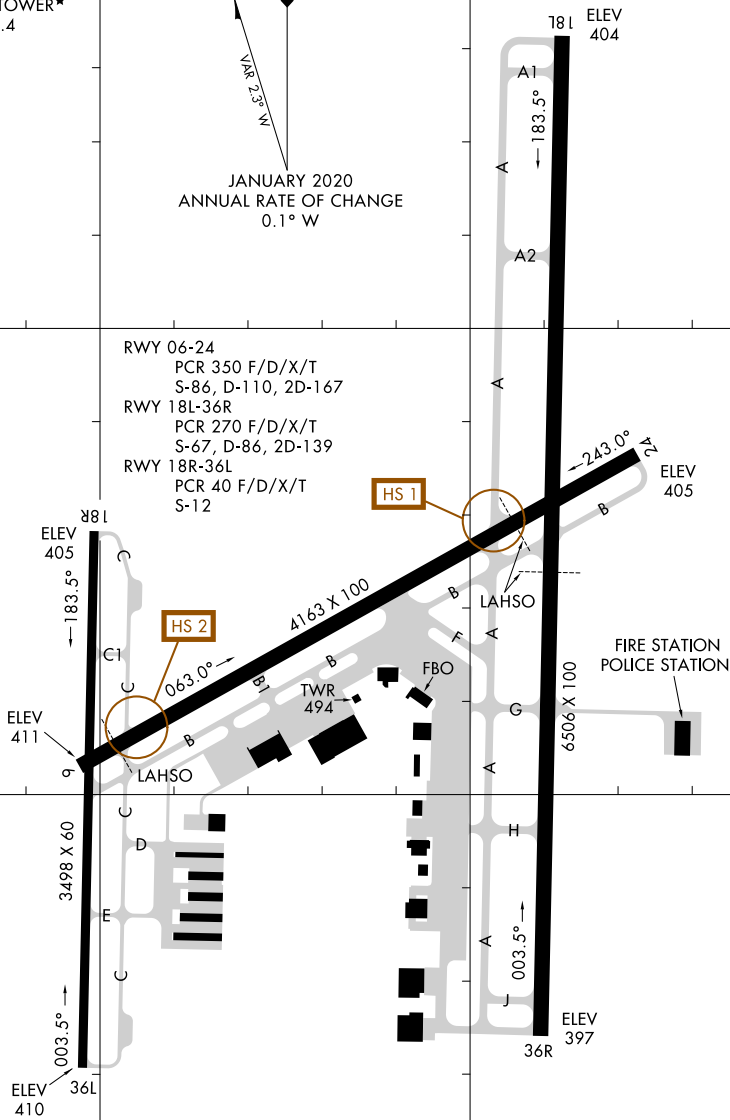 TOWER*
.4
VAR 2.3° W
JANUARY 2020
ANNUAL RATE OF CHANGE
0.1° W
18L
ELEV
404
A1
183.5°
A
A2
A
RWY 06-24
PCR 350 F/D/X/T
S-86, D-110, 2D-167
RWY 18L-36R
PCR 270 F/D/X/T
S-67, D-86, 2D-139
RWY 18R-36L
PCR 40 F/D/X/T
S-12
243.0°
24
ELEV
405
HS 1
B
18R
ELEV
405
C
183.5°
4163 X 100
B
LAHSO
HS 2
F
A
C1
063.0°
B
FIRE STATION
POLICE STATION
C
B1
TWR
494
FBO
G
6506 X 100
ELEV
411
B
6
LAHSO
A
C
3498 X 60
D
H
E
A
003.5°
C
003.5°
J
ELEV
397
36R
36L
ELEV
410